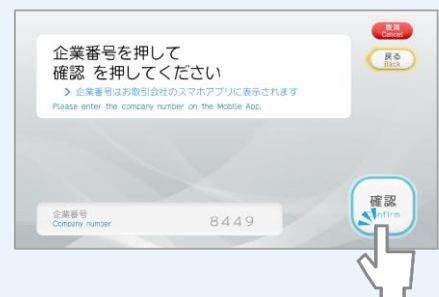 取消
Cancel
企業番号を押して
確認 を押してください
戻る
Back
> 企業番号はお取引会社のスマホアプリに表示されます
Please enter the company number on the Mobile App.
企業番号
Company number
8449
確認
Confirm